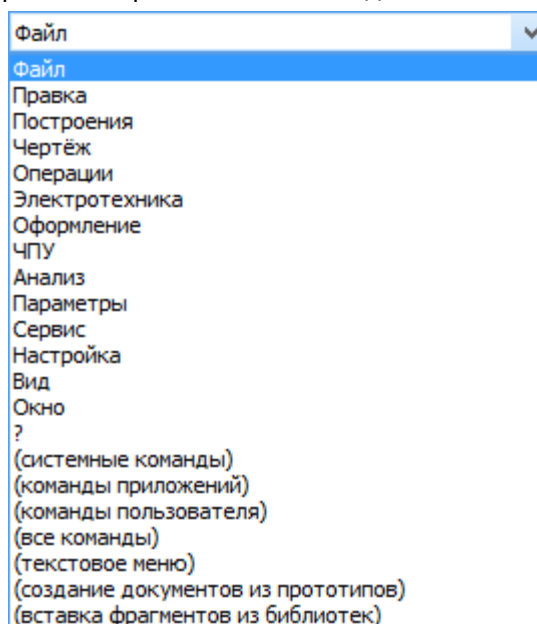 Файл
Файл
Правка
Построения
Чертёж
Операции
Электротехника
Оформление
ЧПУ
Анализ
Параметры
Сервис
Настройка
Вид
Окно
?
(системные команды)
(команды приложений)
(команды пользователя)
(все команды)
(текстовое меню)
(создание документов из прототипов)
(вставка фрагментов из библиотек)